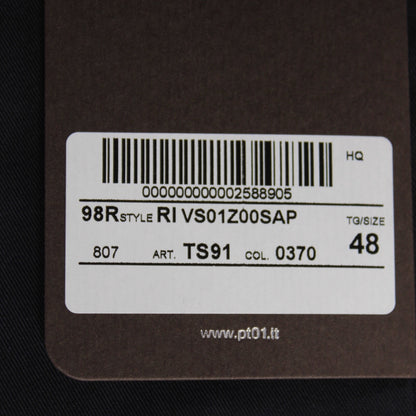 HQ
000000000002588905
98R STYLE RI VS01Z00SAP
TG/SIZE
807 ART. TS91 COL. 0370 48
www.pt01.it